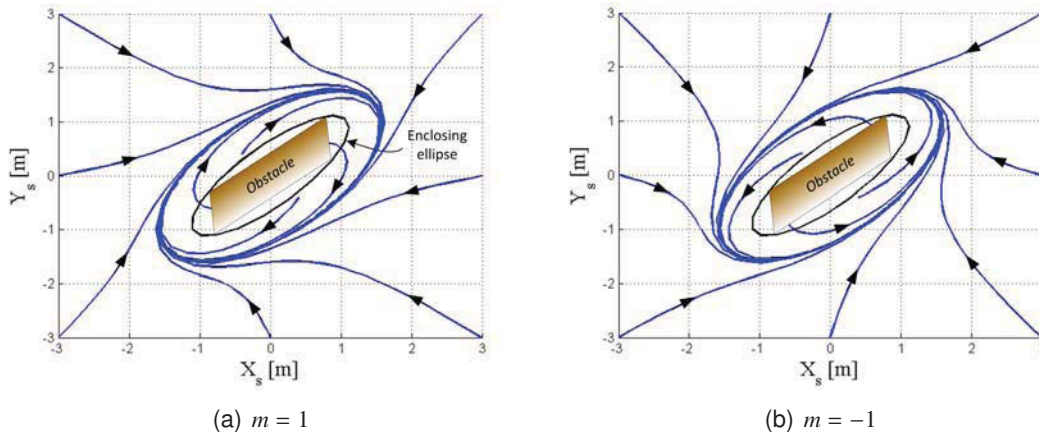 3
2
1
0
-1
-2
-3
-3
-2
-1
0
1
2
3
Y_s [m]
X_s [m]
Obstacle
Enclosing
ellipse
(a) m = 1
3
2
1
0
-1
-2
-3
-3
-2
-1
0
1
2
3
Y_s [m]
X_s [m]
Obstacle
(b) m = −1